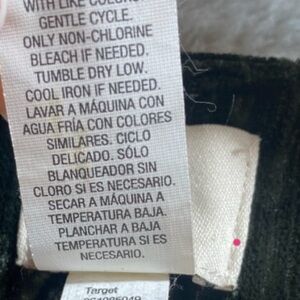 WITH LIKE COLORS
GENTLE CYCLE.
ONLY NON-CHLORINE
BLEACH IF NEEDED.
TUMBLE DRY LOW.
COOL IRON IF NEEDED.
LAVAR A MÁQUINA CON
AGUA FRÍA CON COLORES
SIMILARES. CICLO
DELICADO. SÓLO
BLANQUEADOR SIN
CLORO SI ES NECESARIO.
SECAR A MÁQUINA A
TEMPERATURA BAJA.
PLANCHAR A BAJA
TEMPERATURA SI ES
NECESARIO.
Target